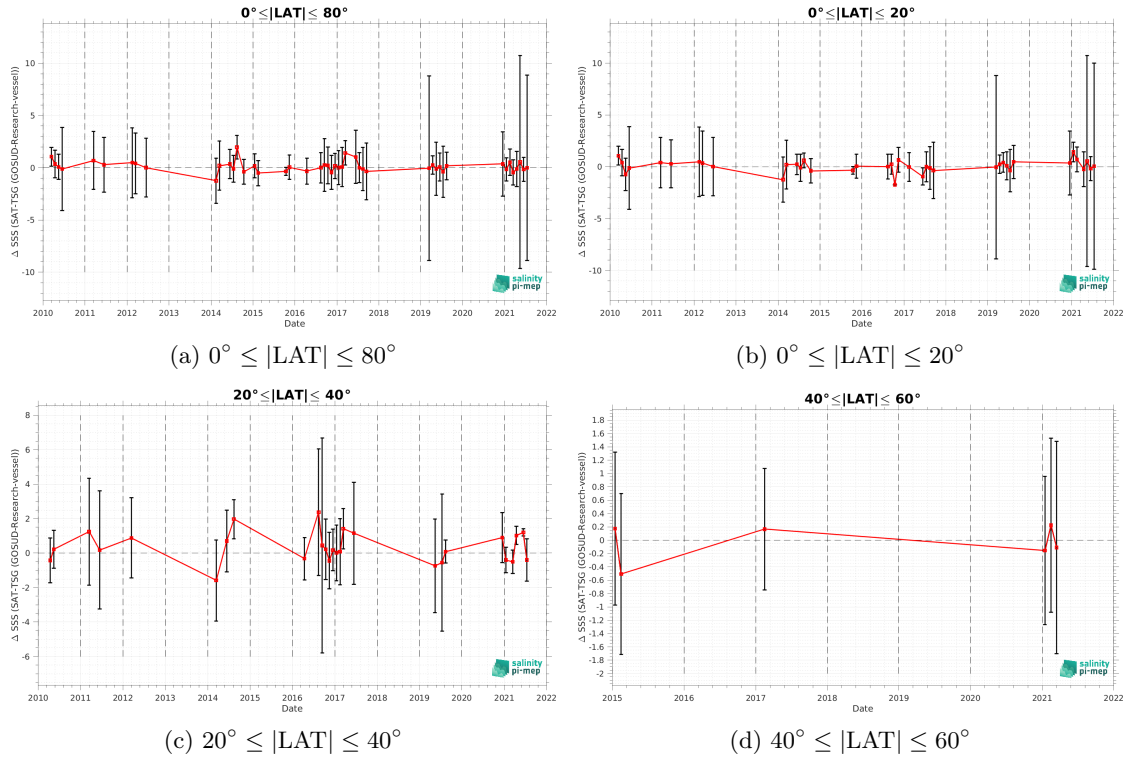 0°≤|LAT|≤ 80°
Δ SSS (SAT-TSG (GOSUD-Research-vessel))
10
5
0
-5
-10
2010 2011 2012 2013 2014 2015 2016 2017 2018 2019 2020 2021 2022
Date
salinity
pi-mep
(a) 0° ≤ |LAT| ≤ 80°
0°≤|LAT|≤ 20°
Δ SSS (SAT-TSG (GOSUD-Research-vessel))
10
5
0
-5
-10
2010 2011 2012 2013 2014 2015 2016 2017 2018 2019 2020 2021 2022
Date
salinity
pi-mep
(b) 0° ≤ |LAT| ≤ 20°
20°≤|LAT|≤ 40°
Δ SSS (SAT-TSG (GOSUD-Research-vessel))
8
6
4
2
0
-2
-4
-6
2010 2011 2012 2013 2014 2015 2016 2017 2018 2019 2020 2021 2022
Date
salinity
pi-mep
(c) 20° ≤ |LAT| ≤ 40°
40°≤|LAT|≤ 60°
Δ SSS (SAT-TSG (GOSUD-Research-vessel))
1.8
1.6
1.4
1.2
1
0.8
0.6
0.4
0.2
0
-0.2
-0.4
-0.6
-0.8
-1
-1.2
-1.4
-1.6
-1.8
-2
2015 2016 2017 2018 2019 2020 2021 2022
Date
salinity
pi-mep
(d) 40° ≤ |LAT| ≤ 60°